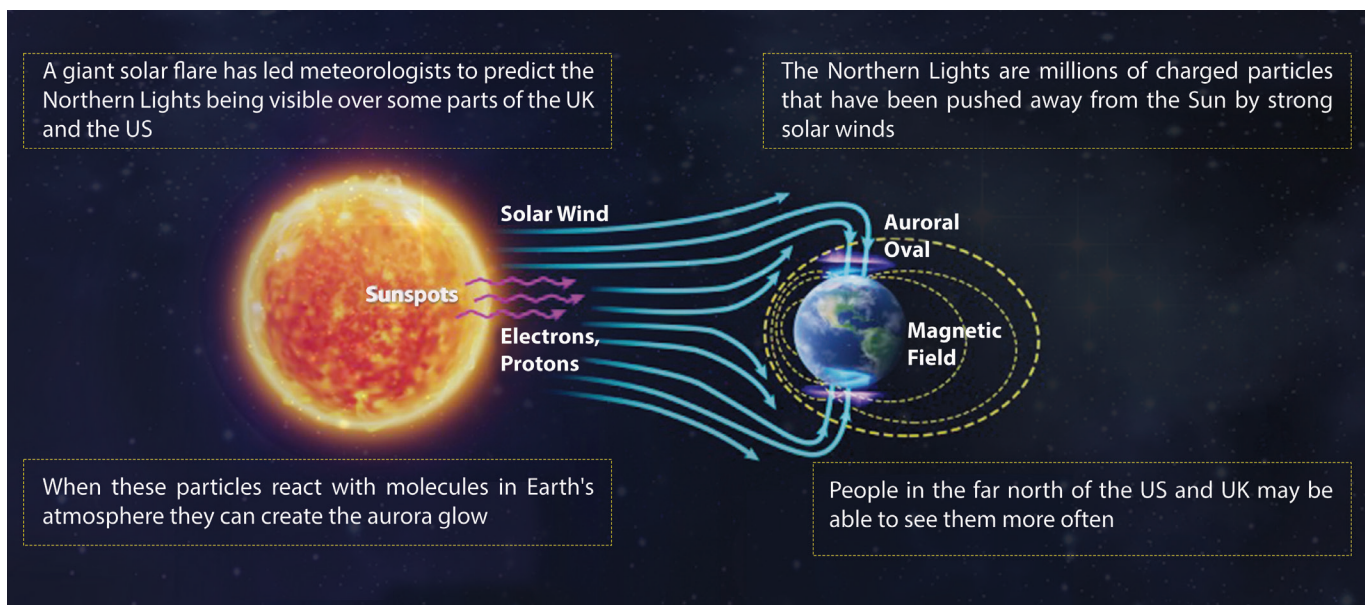 A giant solar flare has led meteorologists to predict the
Northern Lights being visible over some parts of the UK
and the US
The Northern Lights are millions of charged particles
that have been pushed away from the Sun by strong
solar winds
Solar Wind
Auroral
Oval
Sunspots
Electrons,
Protons
Magnetic
Field
When these particles react with molecules in Earth's
atmosphere they can create the aurora glow
People in the far north of the US and UK may be
able to see them more often